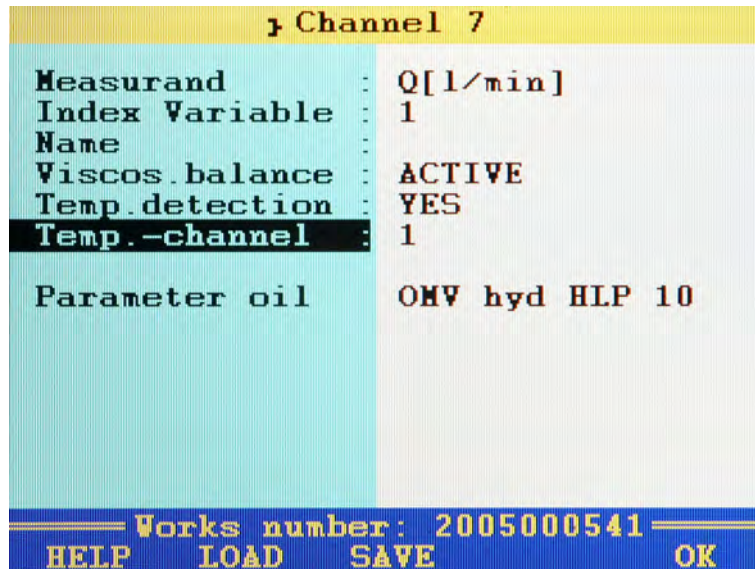 Channel 7
Measurand : Q[l/min]
Index Variable : 1
Name :
Viscos.balance : ACTIVE
Temp.detection : YES
Temp.-channel : 1
Parameter oil OMV hyd HLP 10
Works number: 2005000541
HELP LOAD SAVE OK